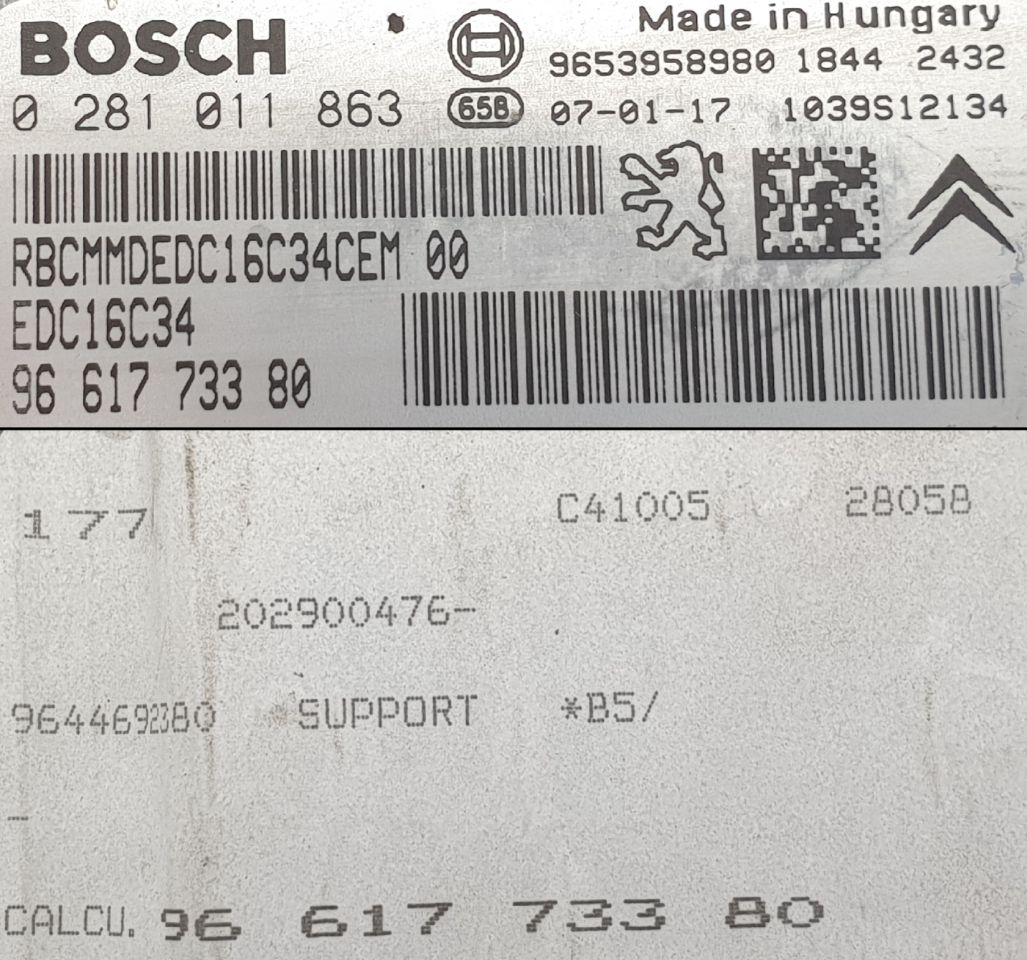 BOSCH
Made in Hungary
9653958980 1844 2432
0 281 011 863 658 07-01-17 1039S12134
RBCMMDEDC16C34CEM 00
EDC16C34
96 617 733 80
177 C41005 28058
202900476-
9644692380 SUPPORT *B5/
-
CALCU. 96 617 733 80